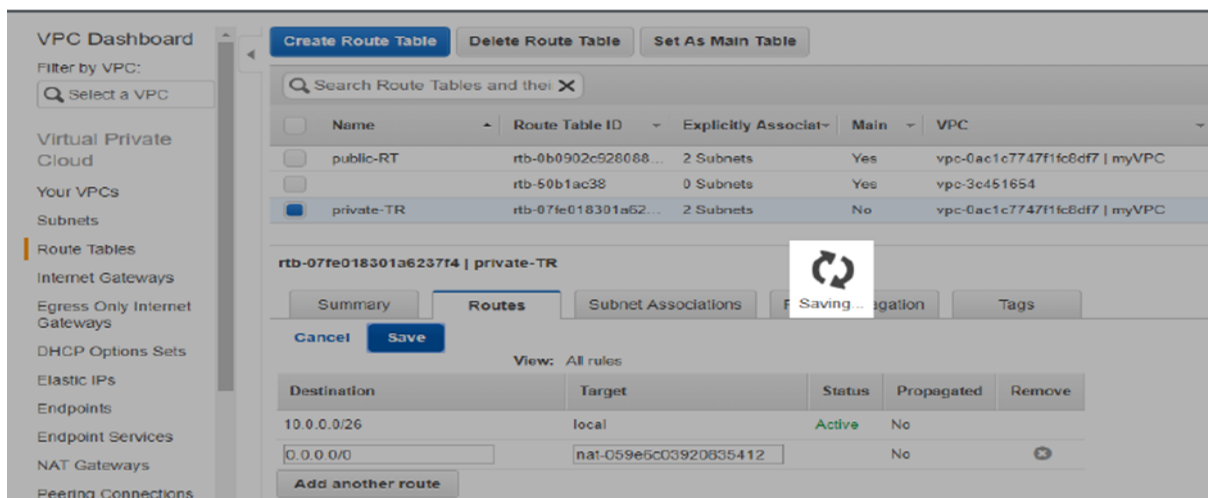 VPC Dashboard
Filter by VPC:
Select a VPC
Virtual Private
Cloud
Your VPCs
Subnets
Route Tables
Internet Gateways
Egress Only Internet
Gateways
DHCP Options Sets
Elastic IPs
Endpoints
Endpoint Services
NAT Gateways
Peering Connections
Create Route Table Delete Route Table Set As Main Table
Search Route Tables and thei
Name Route Table ID Explicitly Associat Main VPC
public-RT rtb-0b0902c928088... 2 Subnets Yes vpc-0ac1c7747f1fc8df7 | myVPC
rtb-50b1ac38 0 Subnets Yes vpc-3c451654
private-TR rtb-07fe018301a62... 2 Subnets No vpc-0ac1c7747f1fc8df7 | myVPC
rtb-07fe018301a6237f4 | private-TR
Summary Routes Subnet Associations Saving... agation Tags
Cancel Save
View: All rules
Destination Target Status Propagated Remove
10.0.0.0/26 local Active No
0.0.0.0/0 nat-059e6c03920835412 No
Add another route